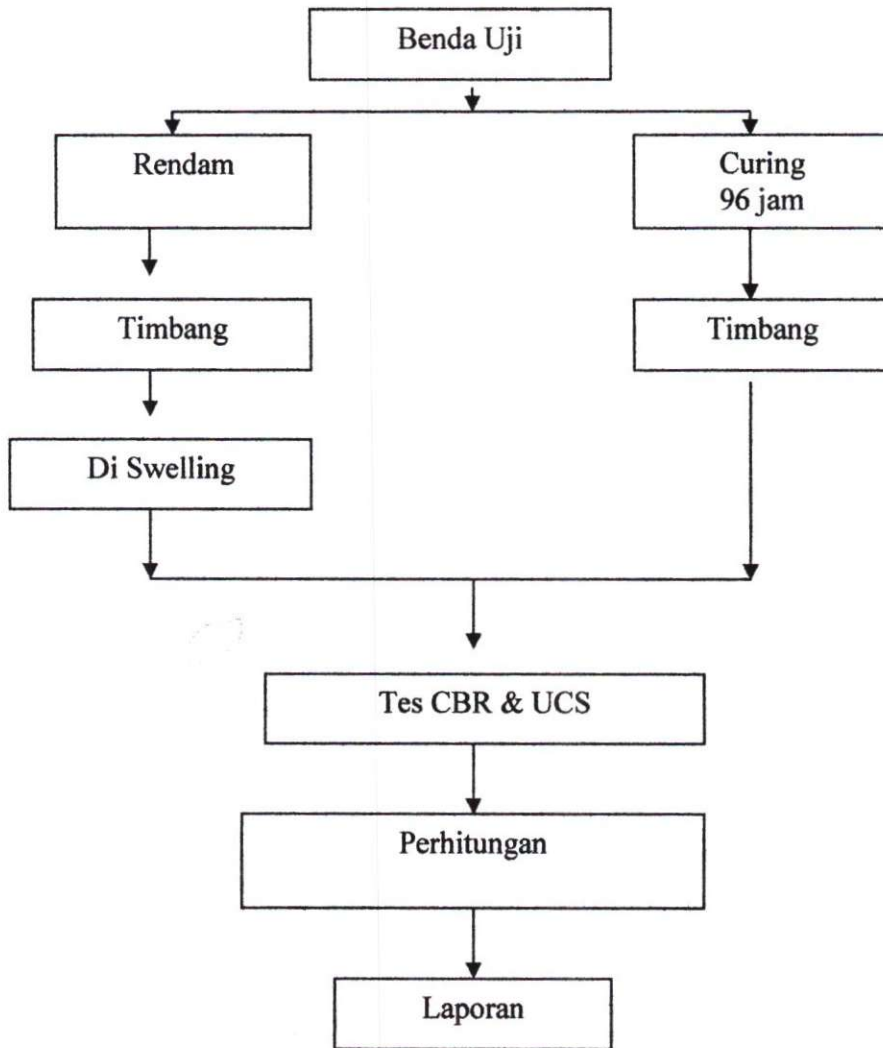 Benda Uji
Rendam
Curing
96 jam
Timbang
Timbang
Di Swelling
Tes CBR & UCS
Perhitungan
Laporan